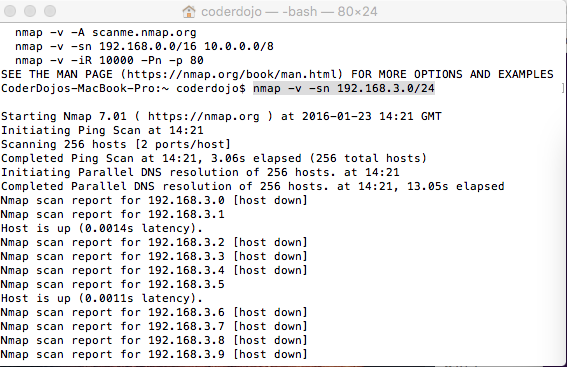 coderdojo — -bash — 80×24
nmap -v -A scanme.nmap.org
nmap -v -sn 192.168.0.0/16 10.0.0.0/8
nmap -v -iR 10000 -Pn -p 80
SEE THE MAN PAGE (https://nmap.org/book/man.html) FOR MORE OPTIONS AND EXAMPLES
CoderDojos-MacBook-Pro:~ coderdojo$ nmap -v -sn 192.168.3.0/24
Starting Nmap 7.01 ( https://nmap.org ) at 2016-01-23 14:21 GMT
Initiating Ping Scan at 14:21
Scanning 256 hosts [2 ports/host]
Completed Ping Scan at 14:21, 3.06s elapsed (256 total hosts)
Initiating Parallel DNS resolution of 256 hosts. at 14:21
Completed Parallel DNS resolution of 256 hosts. at 14:21, 13.05s elapsed
Nmap scan report for 192.168.3.0 [host down]
Nmap scan report for 192.168.3.1
Host is up (0.0014s latency).
Nmap scan report for 192.168.3.2 [host down]
Nmap scan report for 192.168.3.3 [host down]
Nmap scan report for 192.168.3.4 [host down]
Nmap scan report for 192.168.3.5
Host is up (0.0011s latency).
Nmap scan report for 192.168.3.6 [host down]
Nmap scan report for 192.168.3.7 [host down]
Nmap scan report for 192.168.3.8 [host down]
Nmap scan report for 192.168.3.9 [host down]